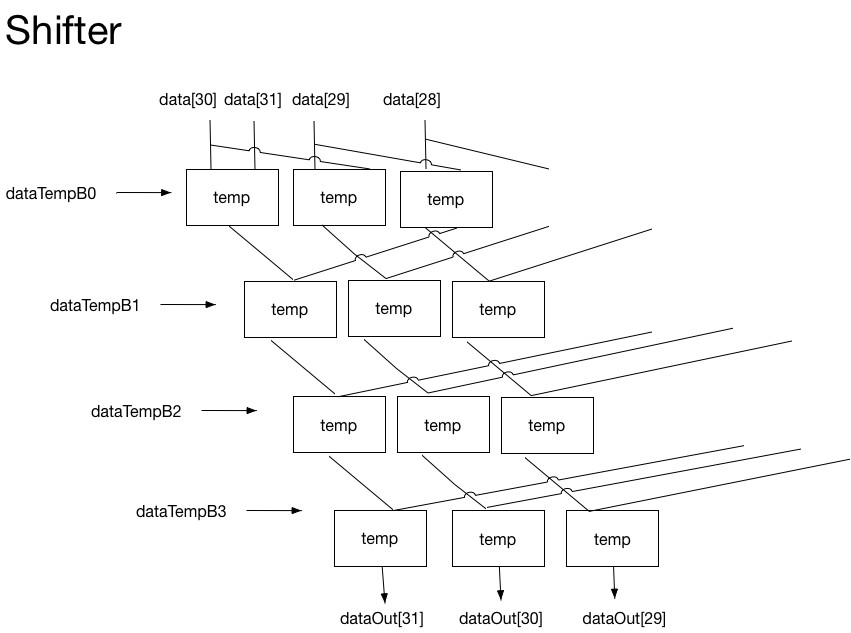 Shifter
data[30] data[31] data[29] data[28]
dataTempB0
temp temp temp
dataTempB1
temp temp temp
dataTempB2
temp temp temp
dataTempB3
temp temp temp
dataOut[31] dataOut[30] dataOut[29]